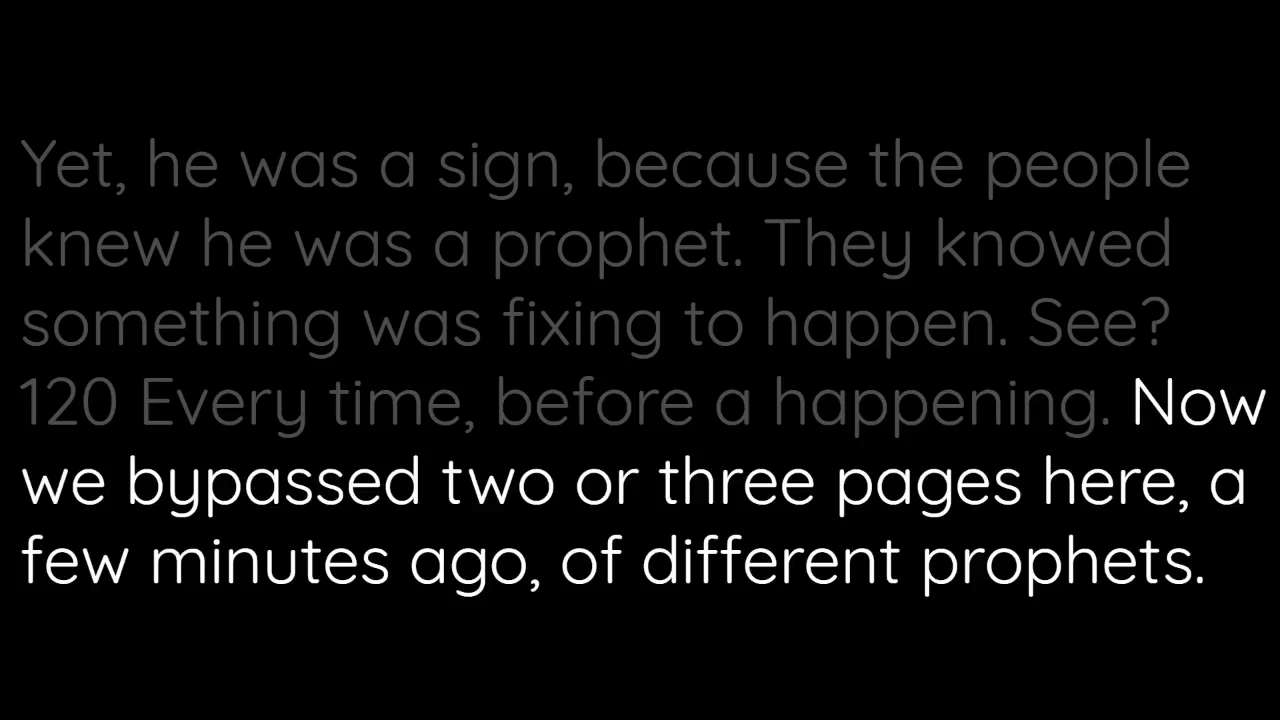 Yet, he was a sign, because the people
knew he was a prophet. They knowed
something was fixing to happen. See?
120 Every time, before a happening. Now
we bypassed two or three pages here, a
few minutes ago, of different prophets.